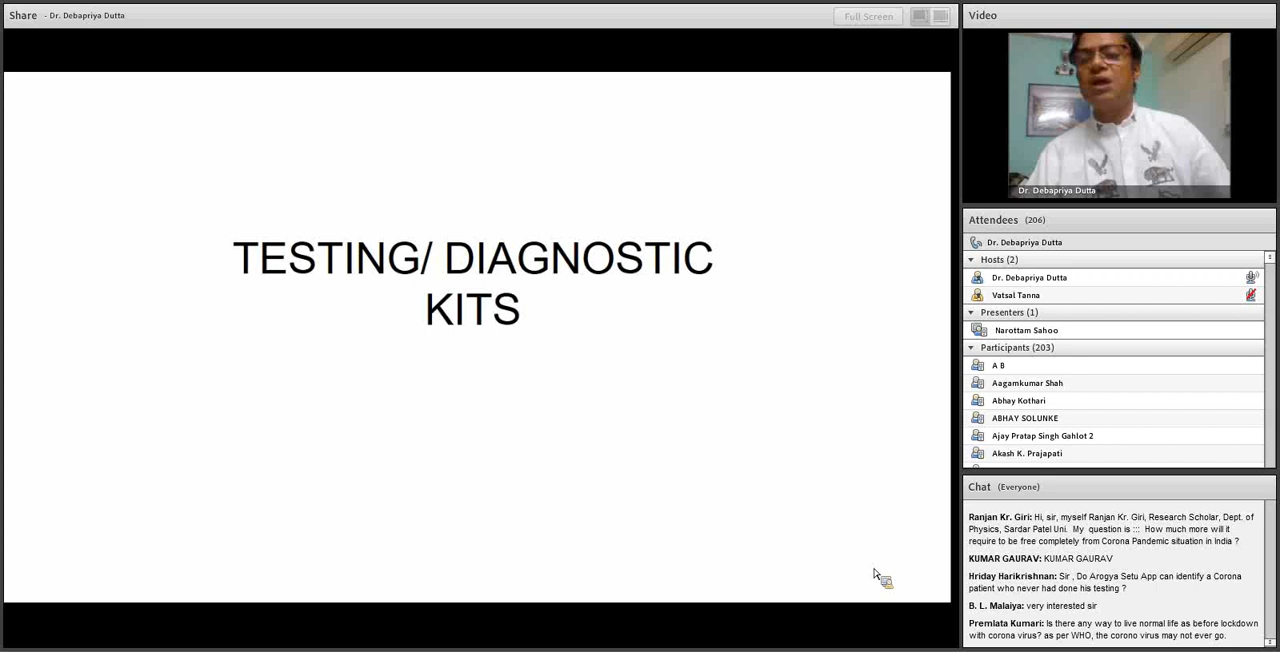 Share - Dr. Debapriya Dutta
Full Screen
TESTING/ DIAGNOSTIC
KITS
Video
Dr. Debapriya Dutta
Attendees (206)
Dr. Debapriya Dutta
Hosts (2)
Dr. Debapriya Dutta
Vatsal Tanna
Presenters (1)
Narottam Sahoo
Participants (203)
A B
Aagamkumar Shah
Abhay Kothari
ABHAY SOLUNKE
Ajay Pratap Singh Gahlot 2
Akash K. Prajapati
Chat (Everyone)
Ranjan Kr. Giri: Hi, sir, myself Ranjan Kr. Giri, Research Scholar, Dept. of
Physics, Sardar Patel Uni. My question is ::: How much more will it
require to be free completely from Corona Pandemic situation in India ?
KUMAR GAURAV: KUMAR GAURAV
Hriday Harikrishnan: Sir , Do Arogya Setu App can identify a Corona
patient who never had done his testing ?
B. L. Malaiya: very interested sir
Premlata Kumari: Is there any way to live normal life as before lockdown
with corona virus? as per WHO, the corono virus may not ever go.